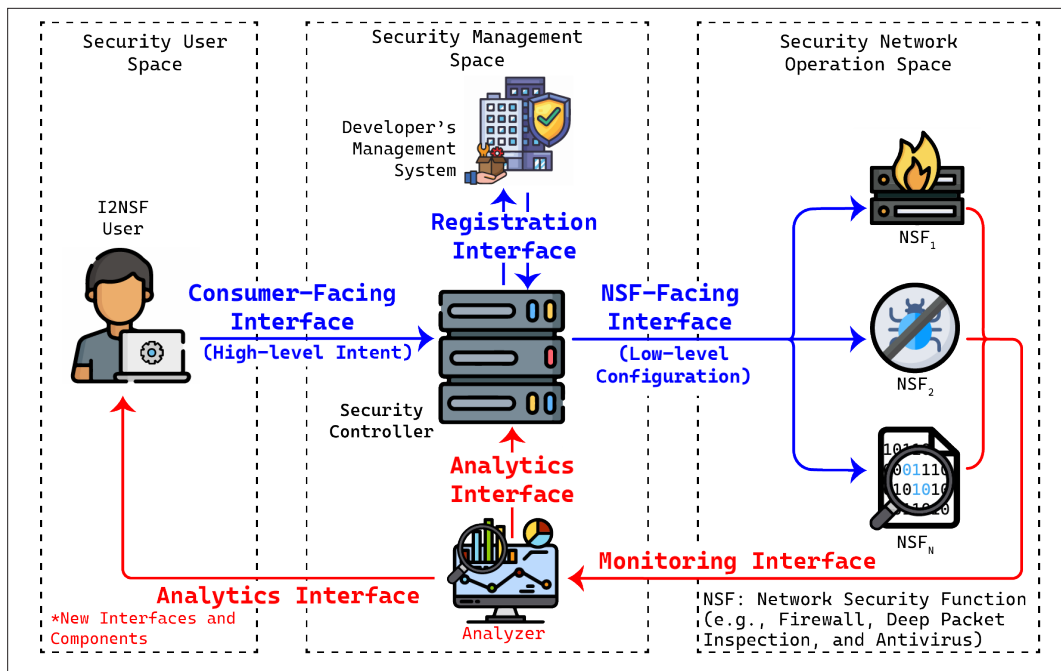 Security User
Space
Security Management
Space
Security Network
Operation Space
Developer's
Management
System
I2NSF
User
Registration
Interface
Consumer-Facing
Interface
(High-level Intent)
NSF-Facing
Interface
(Low-level
Configuration)
NSF1
NSF2
NSFN
Security
Controller
Analytics
Interface
Monitoring Interface
Analytics Interface
*New Interfaces and
Components
Analyzer
NSF: Network Security Function
(e.g., Firewall, Deep Packet
Inspection, and Antivirus)